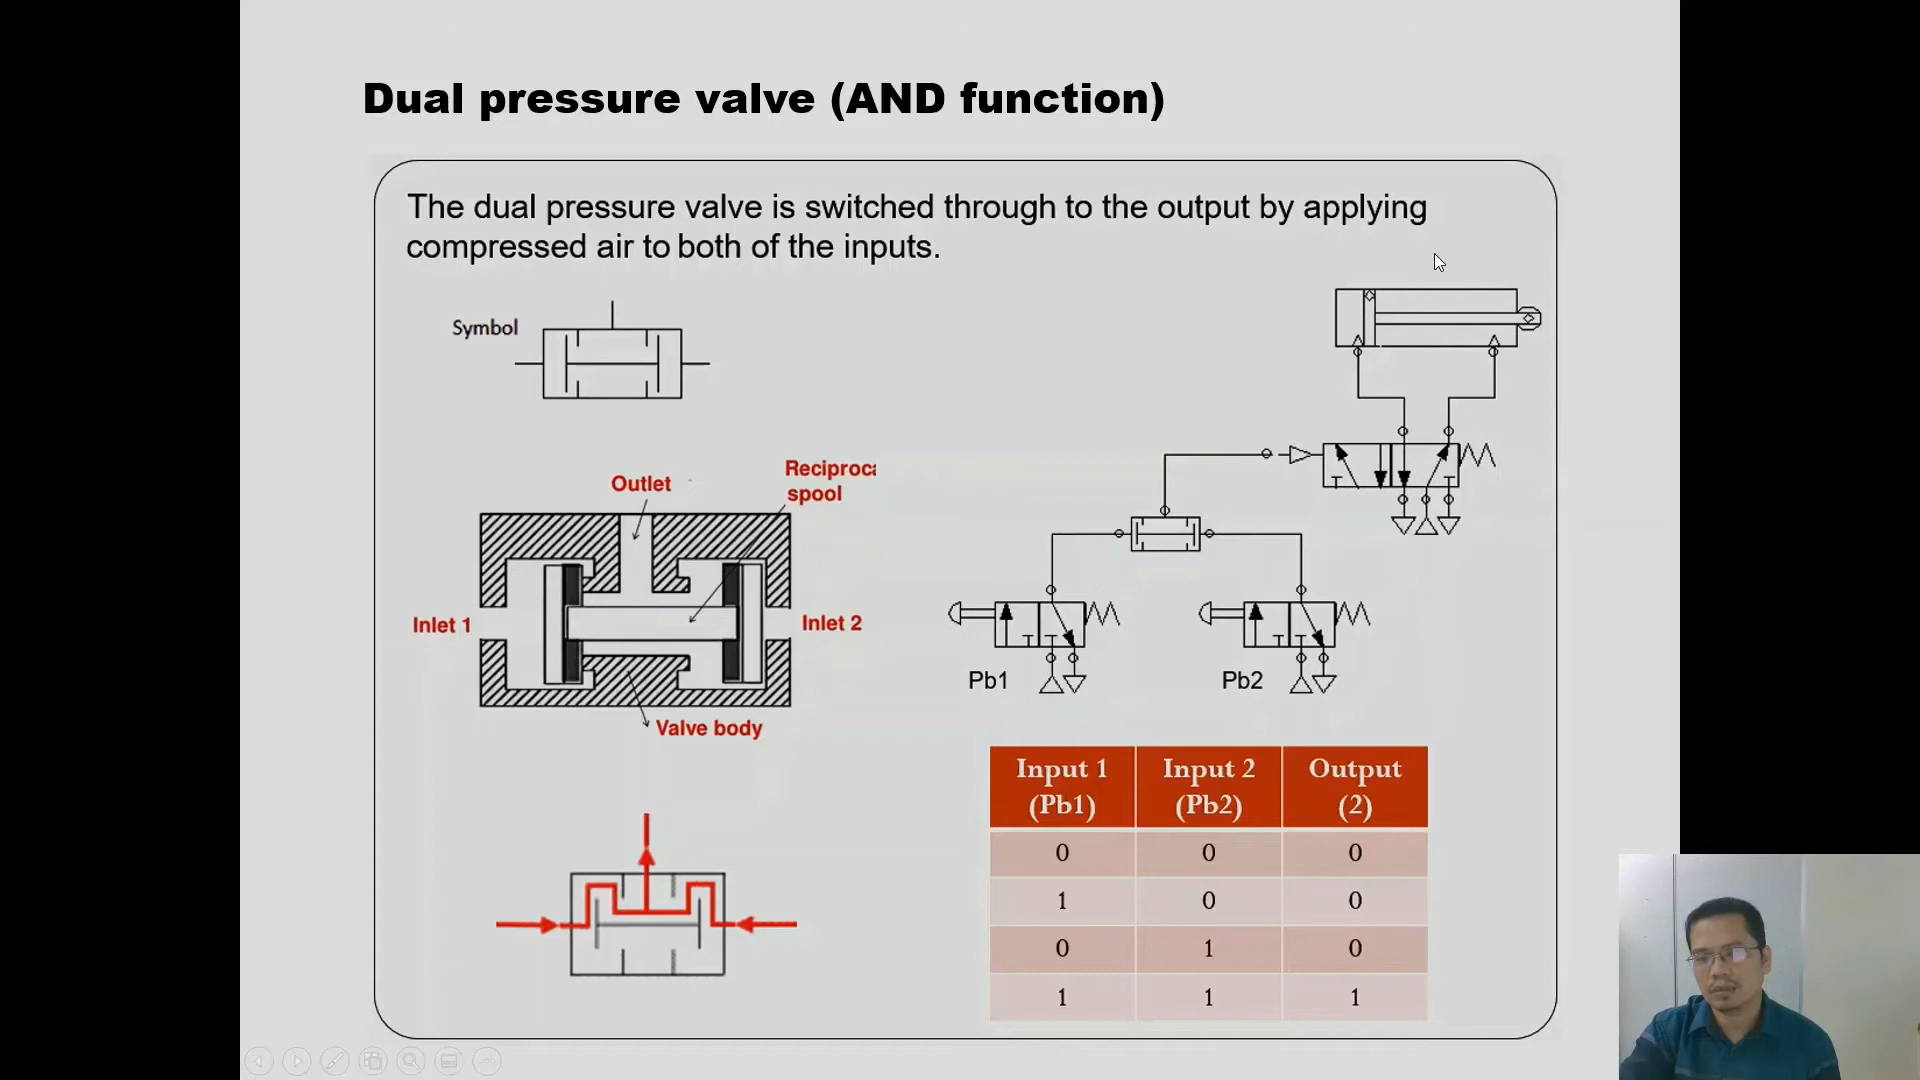 Dual pressure valve (AND function)
The dual pressure valve is switched through to the output by applying
compressed air to both of the inputs.
Symbol
Outlet
Reciproca
spool
Inlet 1
Inlet 2
Valve body
Pb1
Pb2
Input 1 (Pb1) Input 2 (Pb2) Output (2)
0 0 0
1 0 0
0 1 0
1 1 1